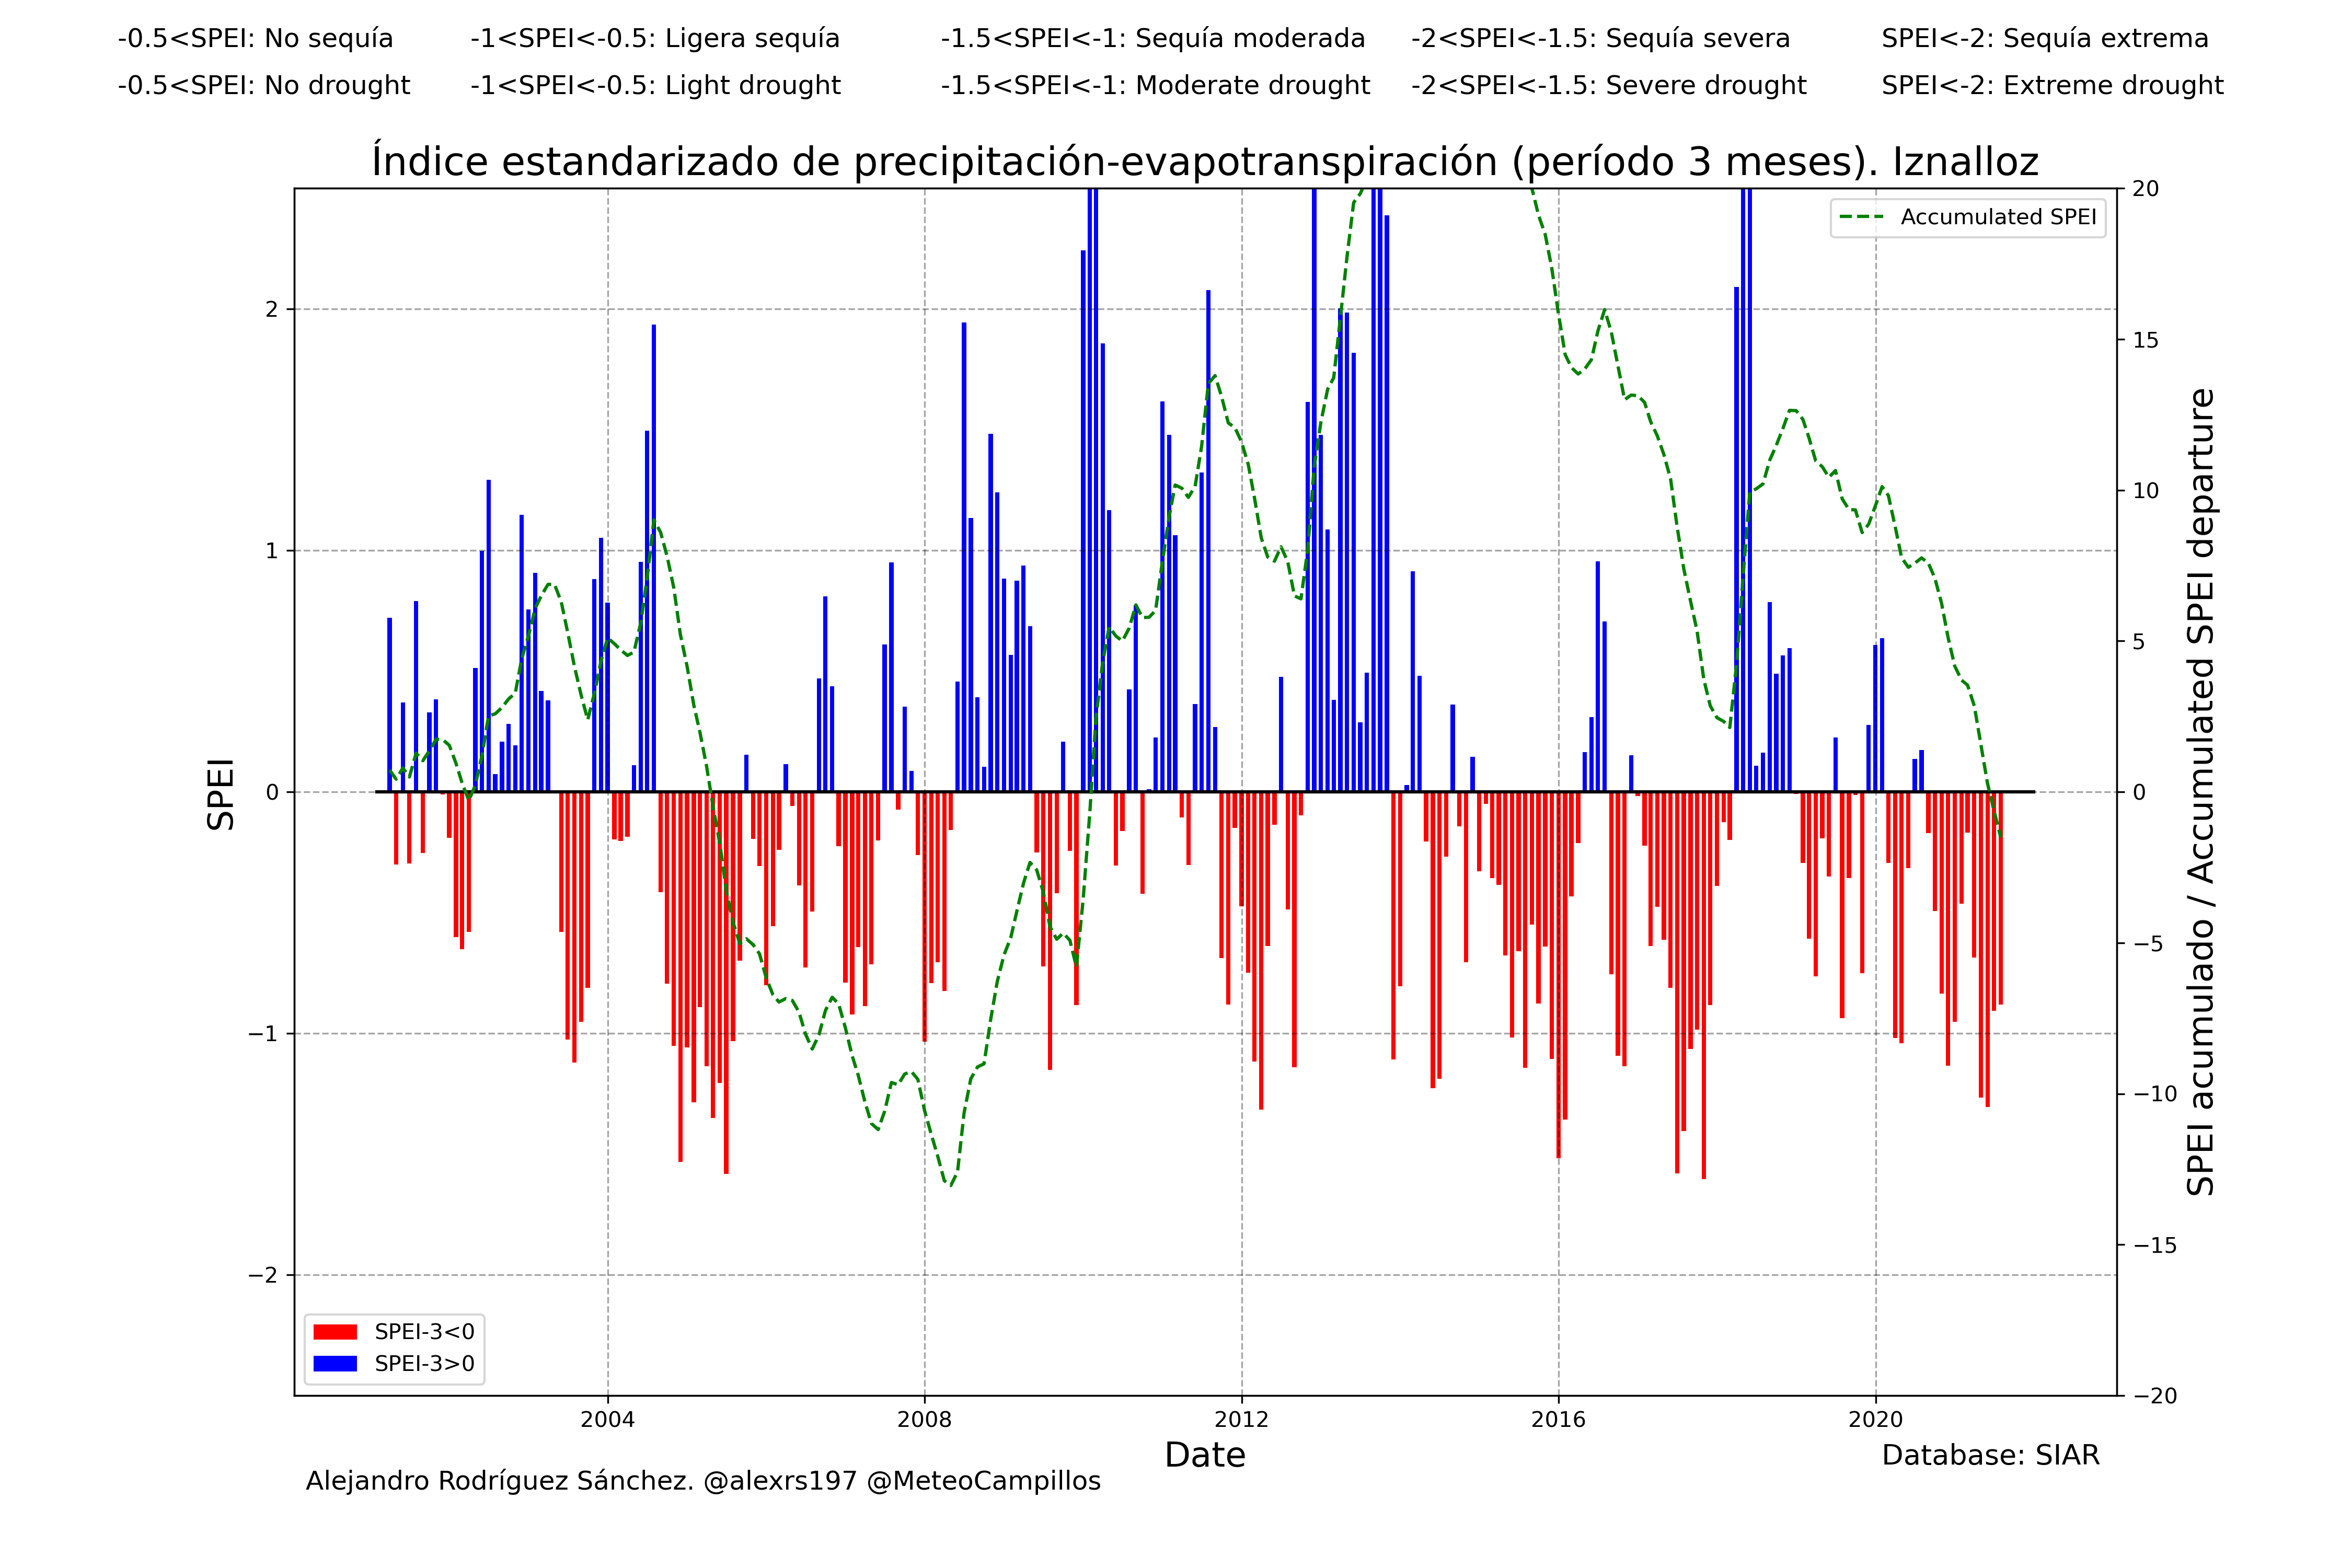 -0.5<SPEI: No sequía -1<SPEI<-0.5: Ligera sequía -1.5<SPEI<-1: Sequía moderada -2<SPEI<-1.5: Sequía severa SPEI<-2: Sequía extrema
-0.5<SPEI: No drought -1<SPEI<-0.5: Light drought -1.5<SPEI<-1: Moderate drought -2<SPEI<-1.5: Severe drought SPEI<-2: Extreme drought
Índice estandarizado de precipitación-evapotranspiración (período 3 meses). Iznalloz
Accumulated SPEI
SPEI
2
1
0
−1
−2
20
15
10
5
0
−5
−10
−15
−20
SPEI acumulado / Accumulated SPEI departure
SPEI-3<0
SPEI-3>0
2004 2008 2012 2016 2020
Date
Database: SIAR
Alejandro Rodríguez Sánchez. @alexrs197 @MeteoCampillos